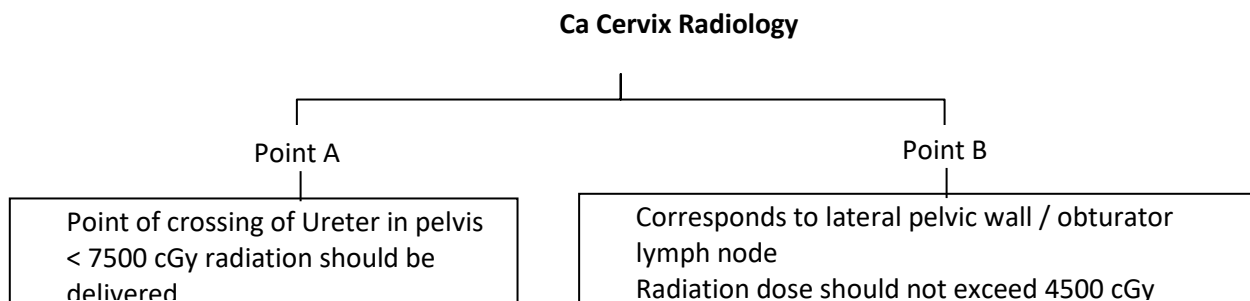 Ca Cervix Radiology
Point A
Point B
Point of crossing of Ureter in pelvis
< 7500 cGy radiation should be
delivered
Corresponds to lateral pelvic wall / obturator
lymph node
Radiation dose should not exceed 4500 cGy